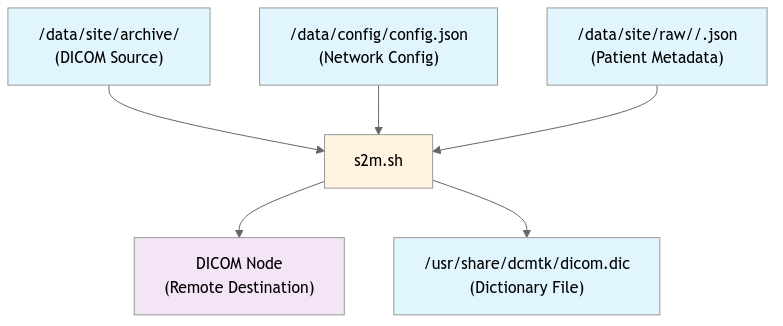 /data/site/archive/
(DICOM Source)
/data/config/config.json
(Network Config)
/data/site/raw//.json
(Patient Metadata)
s2m.sh
DICOM Node
(Remote Destination)
/usr/share/dcmtk/dicom.dic
(Dictionary File)